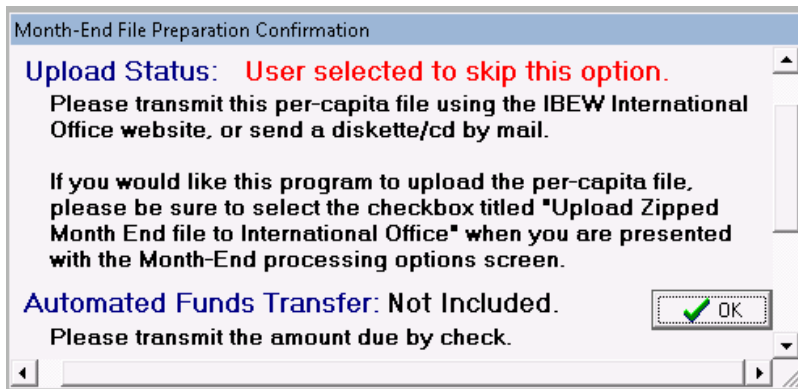 Month-End File Preparation Confirmation
Upload Status: User selected to skip this option.
Please transmit this per-capita file using the IBEW International
Office website, or send a diskette/cd by mail.
If you would like this program to upload the per-capita file,
please be sure to select the checkbox titled "Upload Zipped
Month End file to International Office" when you are presented
with the Month-End processing options screen.
Automated Funds Transfer: Not Included.
OK
Please transmit the amount due by check.